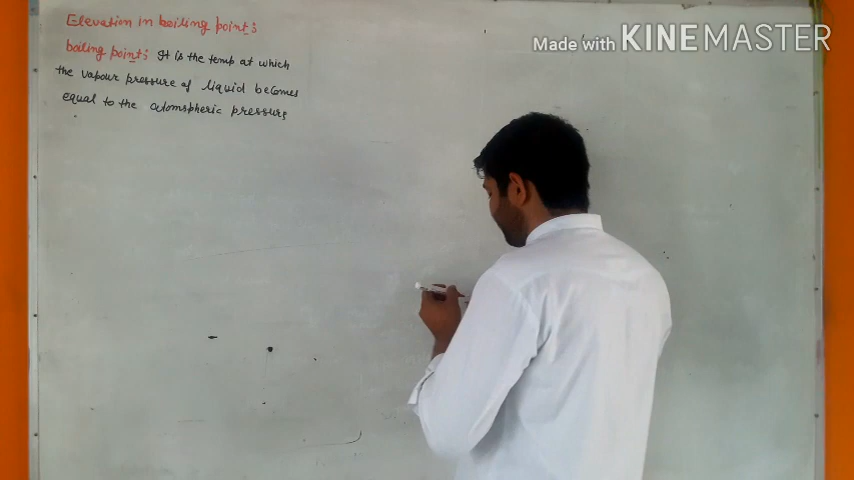 Elevation in boiling point :
Made with KINEMASTER
boiling point : It is the temp at which
the vapour pressure of liquid becomes
equal to the atomspheric pressure